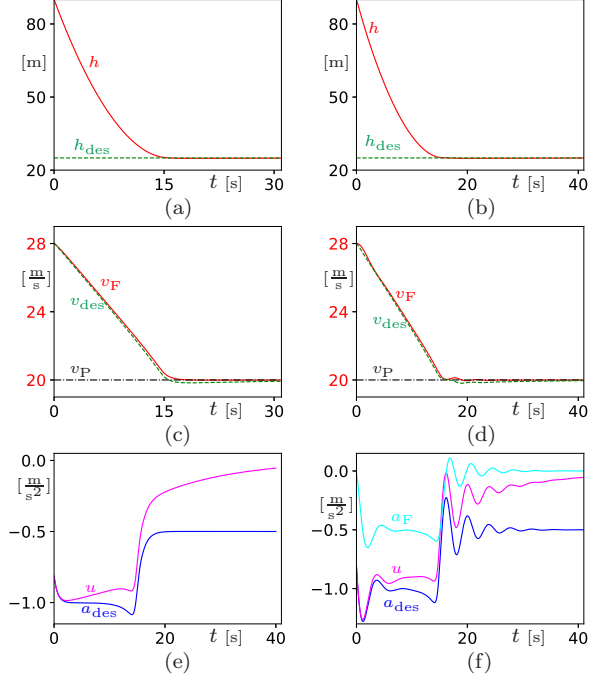 80
[m]
50
20
h
h_des
0
15
30
t [s]
(a)
80
[m]
50
20
h
h_des
0
20
40
t [s]
(b)
28
[m/s]
24
20
v_F
v_des
v_P
0
15
30
t [s]
(c)
28
[m/s]
24
20
v_F
v_des
v_P
0
20
40
t [s]
(d)
0.0
[m/s²]
−0.5
−1.0
u
a_des
0
20
40
t [s]
(e)
0.0
[m/s²]
−0.5
−1.0
a_F
u
a_des
0
20
40
t [s]
(f)